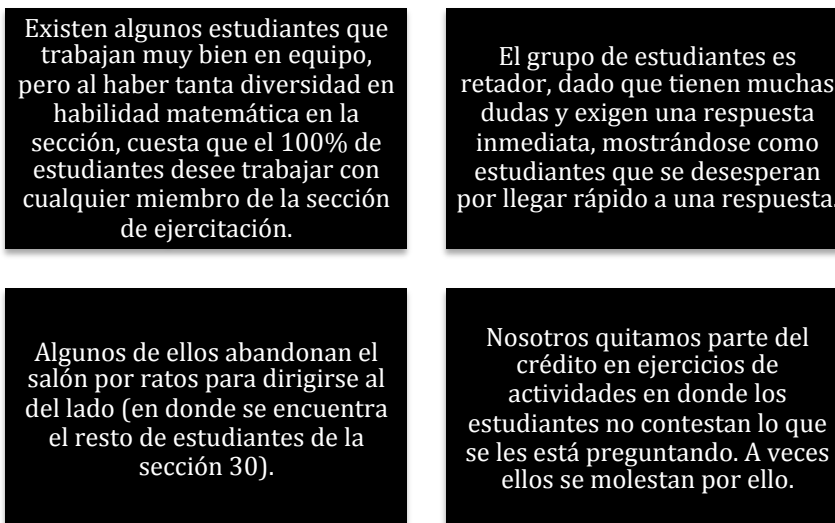 Existen algunos estudiantes que
trabajan muy bien en equipo,
pero al haber tanta diversidad en
habilidad matemática en la
sección, cuesta que el 100% de
estudiantes desee trabajar con
cualquier miembro de la sección
de ejercitación.
El grupo de estudiantes es
retador, dado que tienen muchas
dudas y exigen una respuesta
inmediata, mostrándose como
estudiantes que se desesperan
por llegar rápido a una respuesta.
Algunos de ellos abandonan el
salón por ratos para dirigirse al
del lado (en donde se encuentra
el resto de estudiantes de la
sección 30).
Nosotros quitamos parte del
crédito en ejercicios de
actividades en donde los
estudiantes no contestan lo que
se les está preguntando. A veces
ellos se molestan por ello.